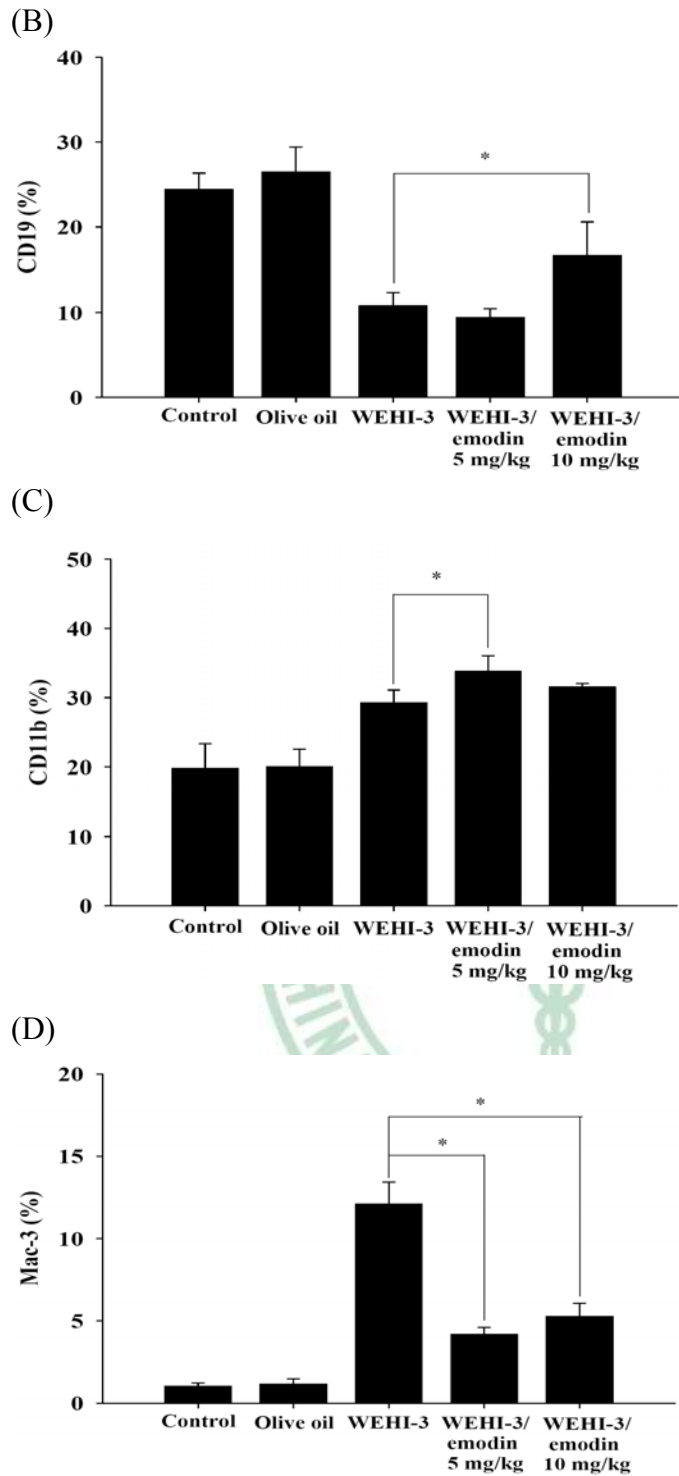 (B)
40
30
20
10
0
CD19 (%)
*
Control
Olive oil
WEHI-3
WEHI-3/
emodin
5 mg/kg
WEHI-3/
emodin
10 mg/kg
(C)
50
40
30
20
10
0
CD11b (%)
*
Control
Olive oil
WEHI-3
WEHI-3/
emodin
5 mg/kg
WEHI-3/
emodin
10 mg/kg
HIN
(D)
20
15
10
5
0
Mac-3 (%)
*
*
Control
Olive oil
WEHI-3
WEHI-3/
emodin
5 mg/kg
WEHI-3/
emodin
10 mg/kg